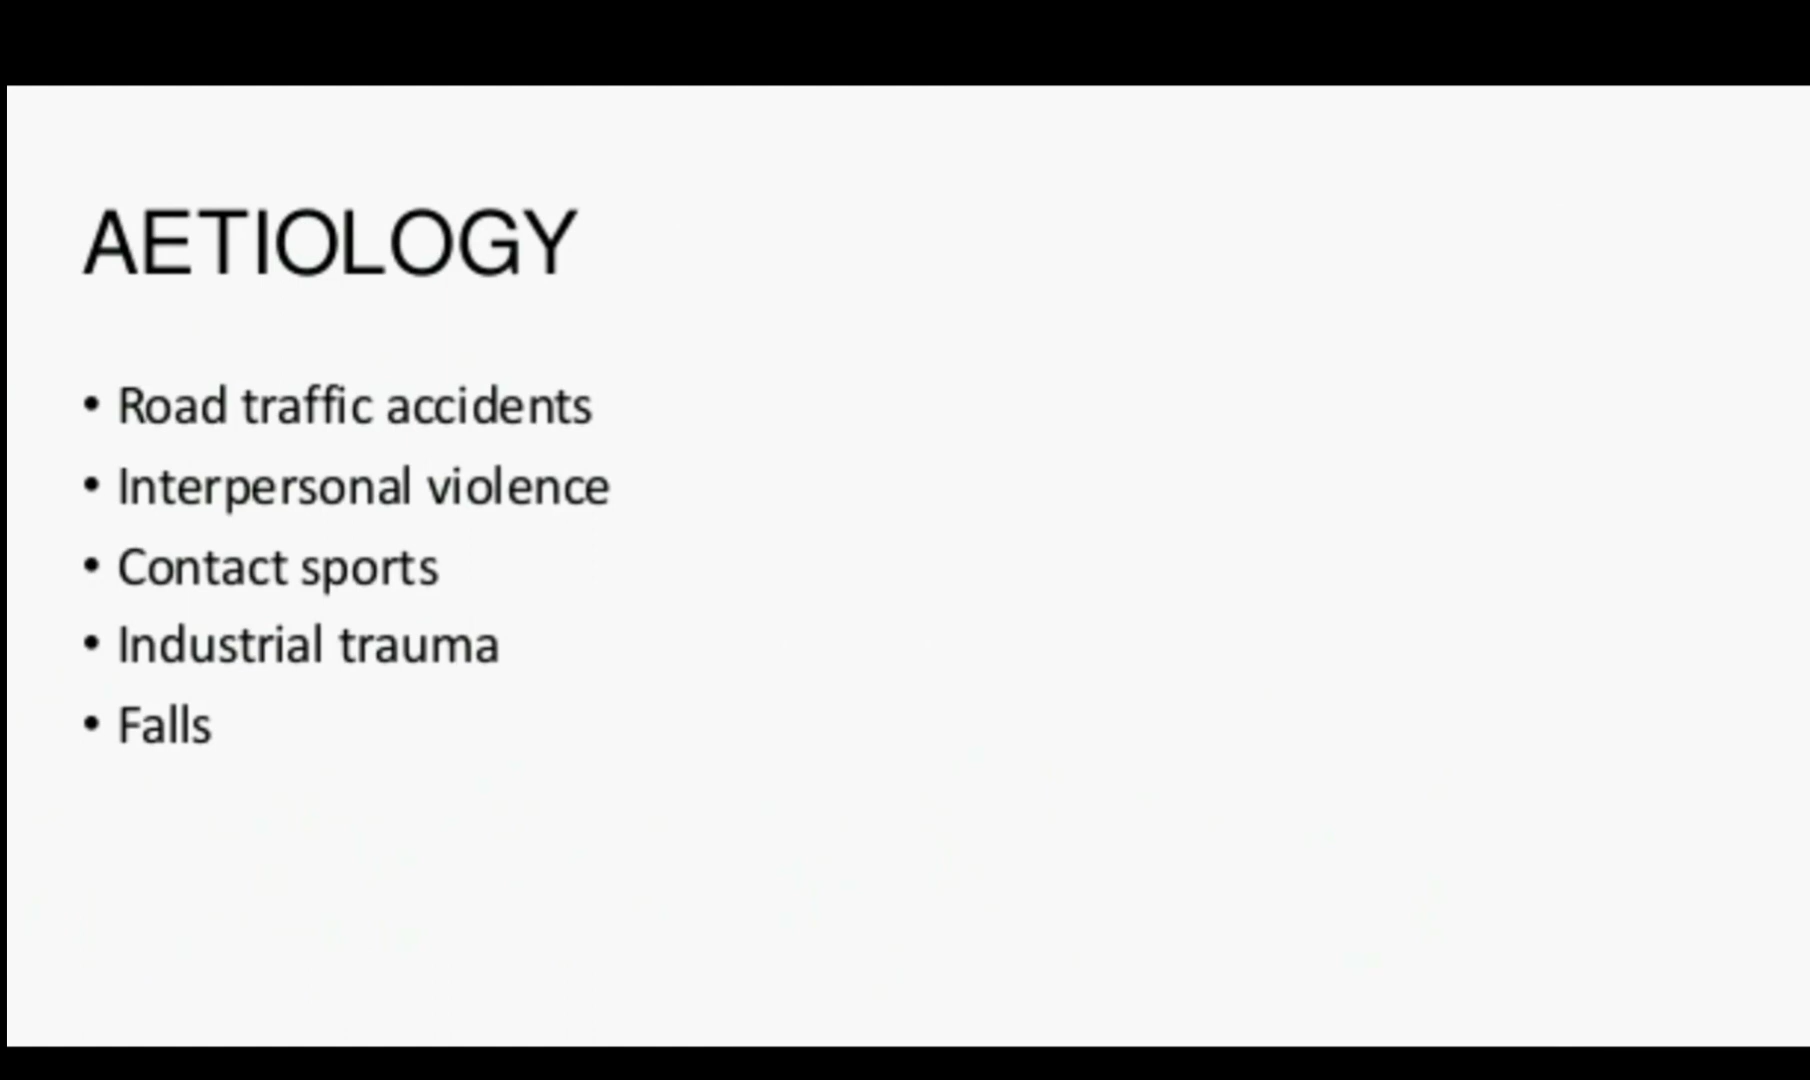 AETIOLOGY
• Road traffic accidents
• Interpersonal violence
• Contact sports
• Industrial trauma
• Falls